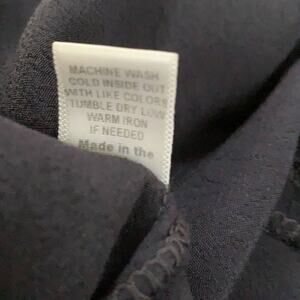 MACHINE WASH
COLD INSIDE OUT
WITH LIKE COLORS
TUMBLE DRY LOW
WARM IRON
IF NEEDED
Made in the